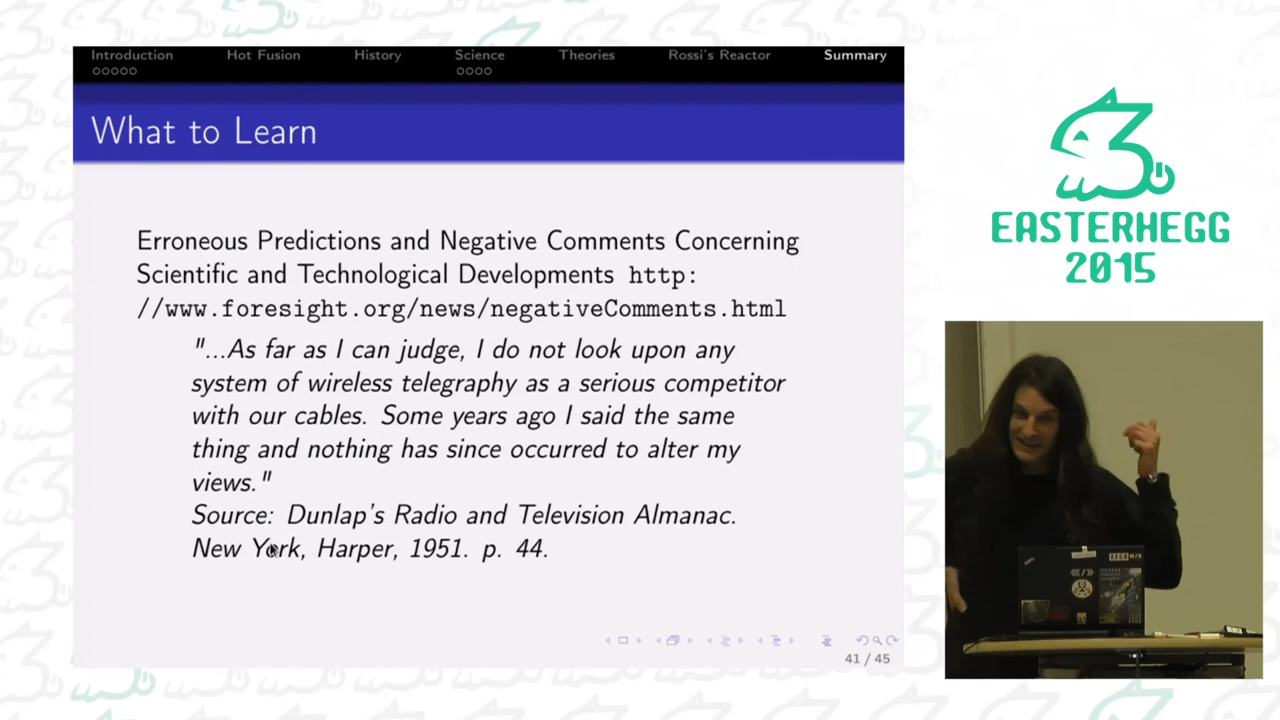 Introduction Hot Fusion History Science Theories Rossi's Reactor Summary
What to Learn
Erroneous Predictions and Negative Comments Concerning
Scientific and Technological Developments http:
//www.foresight.org/news/negativeComments.html
"...As far as I can judge, I do not look upon any
system of wireless telegraphy as a serious competitor
with our cables. Some years ago I said the same
thing and nothing has since occurred to alter my
views."
Source: Dunlap's Radio and Television Almanac.
New York, Harper, 1951. p. 44.
41 / 45
EASTERHEGG
2015